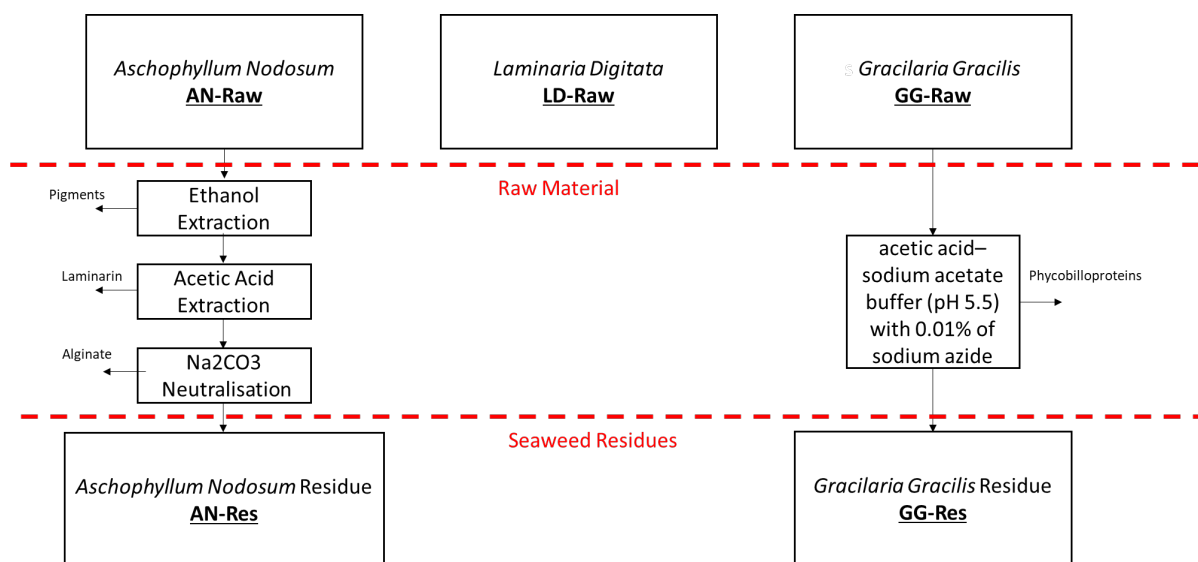 Aschophyllum Nodosum
AN-Raw
Laminaria Digitata
LD-Raw
s Gracilaria Gracilis
GG-Raw
Raw Material
Pigments
Ethanol
Extraction
Laminarin
Acetic Acid
Extraction
Alginate
Na2CO3
Neutralisation
acetic acid–
sodium acetate
buffer (pH 5.5)
with 0.01% of
sodium azide
Phycobilloproteins
Seaweed Residues
Aschophyllum Nodosum Residue
AN-Res
Gracilaria Gracilis Residue
GG-Res